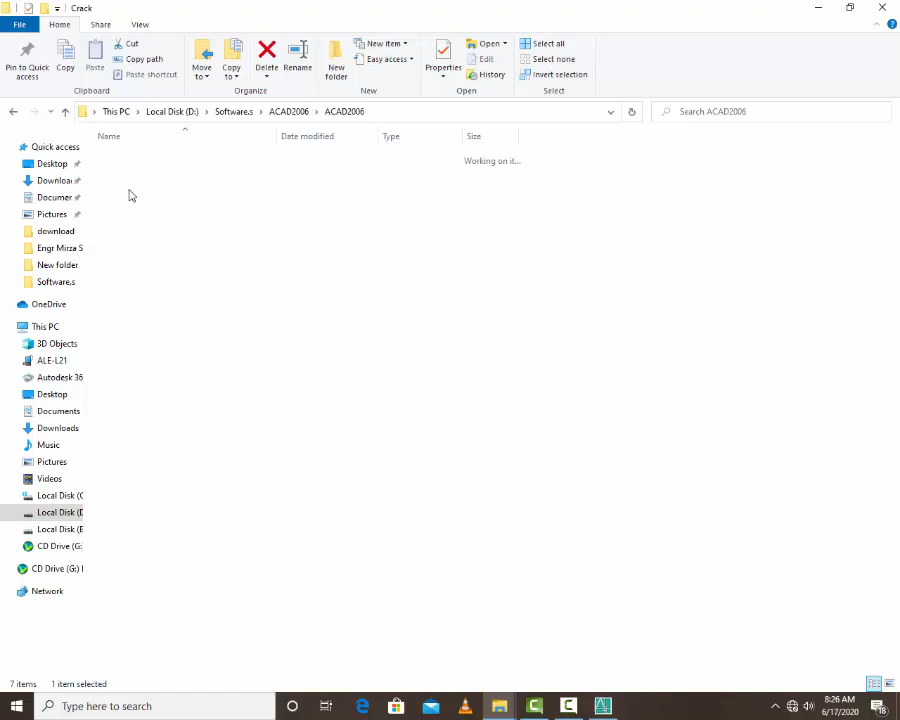 Crack
File Home Share View
Pin to Quick access
Copy
Paste
Cut
Copy path
Paste shortcut
Clipboard
Move to
Copy to
Delete
Rename
Organize
New folder
New item
Easy access
New
Properties
Open
Edit
History
Open
Select all
Select none
Invert selection
Select
This PC > Local Disk (D:) > Software.s > ACAD2006 > ACAD2006
Search ACAD2006
Name Date modified Type Size
Working on it...
Quick access
Desktop
Downloa
Documer
Pictures
download
Engr Mirza S
New folder
Software.s
OneDrive
This PC
3D Objects
ALE-L21
Autodesk 36
Desktop
Documents
Downloads
Music
Pictures
Videos
Local Disk (C
Local Disk (D
Local Disk (E
CD Drive (G:
CD Drive (G:) I
Network
7 items 1 item selected
Type here to search
8:26 AM
6/17/2020
18